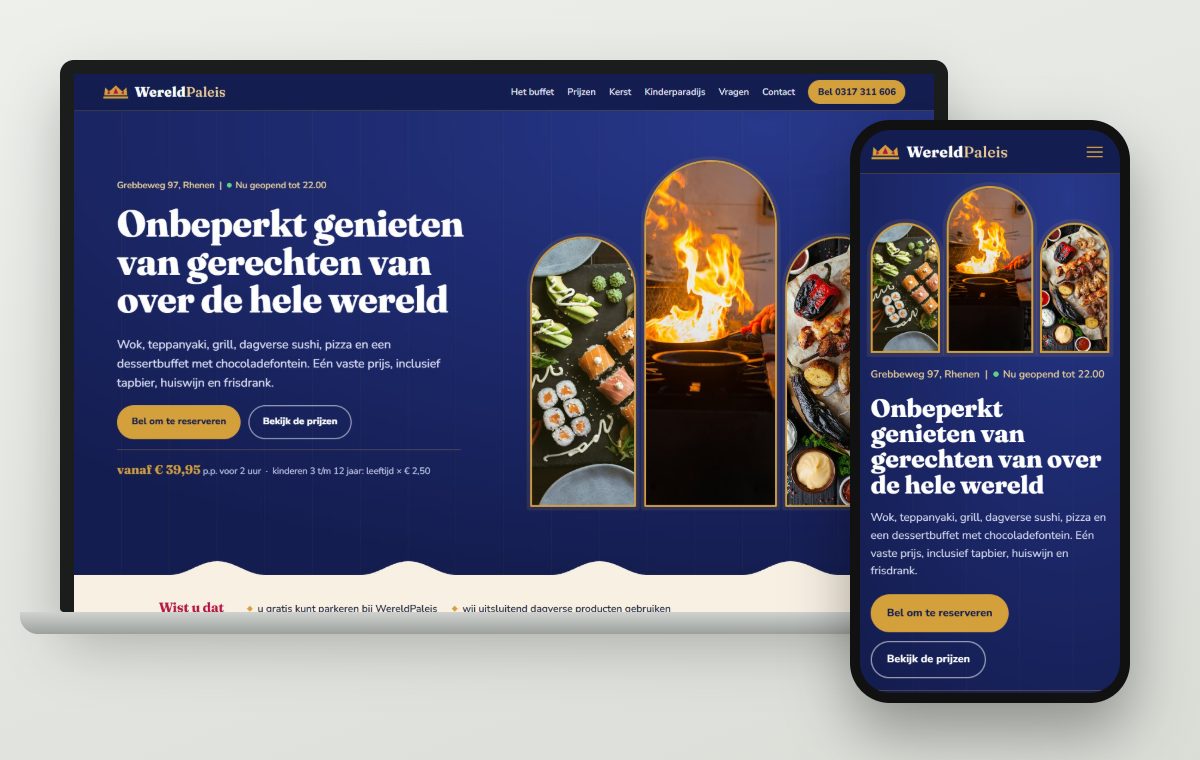 WereldPaleis
Het buffet Prijzen Kerst Kinderparadijs Vragen Contact Bel 0317 311 606
Grebbeweg 97, Rhenen | Nu geopend tot 22.00
Onbeperkt genieten
van gerechten van
over de hele wereld
Wok, teppanyaki, grill, dagverse sushi, pizza en een
dessertbuffet met chocoladefontein. Eén vaste prijs, inclusief
tapbier, huiswijn en frisdrank.
Bel om te reserveren Bekijk de prijzen
vanaf € 39,95 p.p. voor 2 uur · kinderen 3 t/m 12 jaar: leeftijd × € 2,50
Wist u dat u gratis kunt parkeren bij WereldPaleis wij uitsluitend dagverse producten gebruiken
WereldPaleis
Grebbeweg 97, Rhenen | Nu geopend tot 22.00
Onbeperkt
genieten van
gerechten van over
de hele wereld
Wok, teppanyaki, grill, dagverse sushi, pizza en
een dessertbuffet met chocoladefontein. Eén
vaste prijs, inclusief tapbier, huiswijn en
frisdrank.
Bel om te reserveren
Bekijk de prijzen